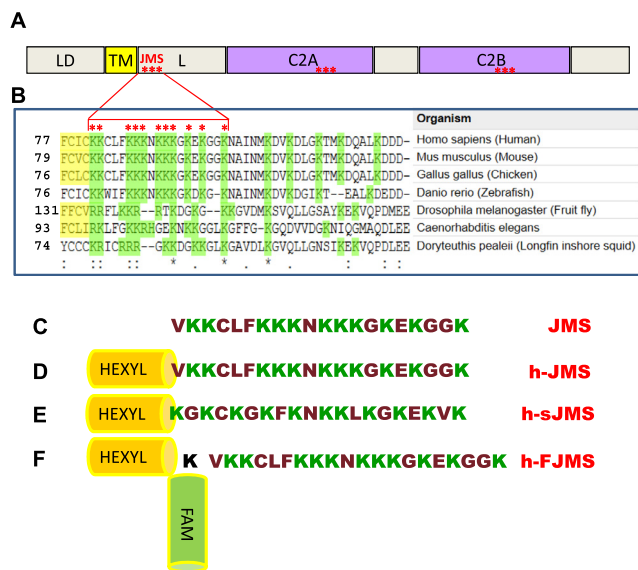 A
LD TM JMS *** L C2A *** C2B ***
B
** *** *** * * *
Organism
77 FCICKKCLFKKKNKKKGKEKGGKNAINMKDVKDLGKTMKDQALKDDD- Homo sapiens (Human)
79 FCVCKKCLFKKKNKKKGKEKGGKNAINMKDVKDLGKTMKDQALKDDD- Mus musculus (Mouse)
76 FCLCKKCLFKKKNKKKGKEKGGKNAINMKDVKDLGKTMKDQALKDDD- Gallus gallus (Chicken)
76 FCICKKWIFKKKNKKKGKDKGGKNAINMKDVKDGIKT--EALKDEDD- Danio rerio (Zebrafish)
131 FFCVRRFLKKR--RTKDGKG--KKGVDMKSVQLLGSAYKEKVQPDMEE Drosophila melanogaster (Fruit fly)
93 FCLIRKLFGKKRHGEKNKKGGLKGFFG-KGQDVVDGKNIQGMAQDLEE Caenorhabditis elegans
74 YCCCKRICRRR--GKKDGKKGLKGAVDLKGVQLLGNSIKEKVQPDLEE Doryteuthis pealeii (Longfin inshore squid)
: :: :: * . * . * . : : :
C VKKCLFKKKNKKKGKEKGGK JMS
D HEXYL VKKCLFKKKNKKKGKEKGGK h-JMS
E HEXYL KGKCKGKFKNKKLKGKEKVK h-sJMS
F HEXYL K VKKCLFKKKNKKKGKEKGGK h-FJMS
FAM